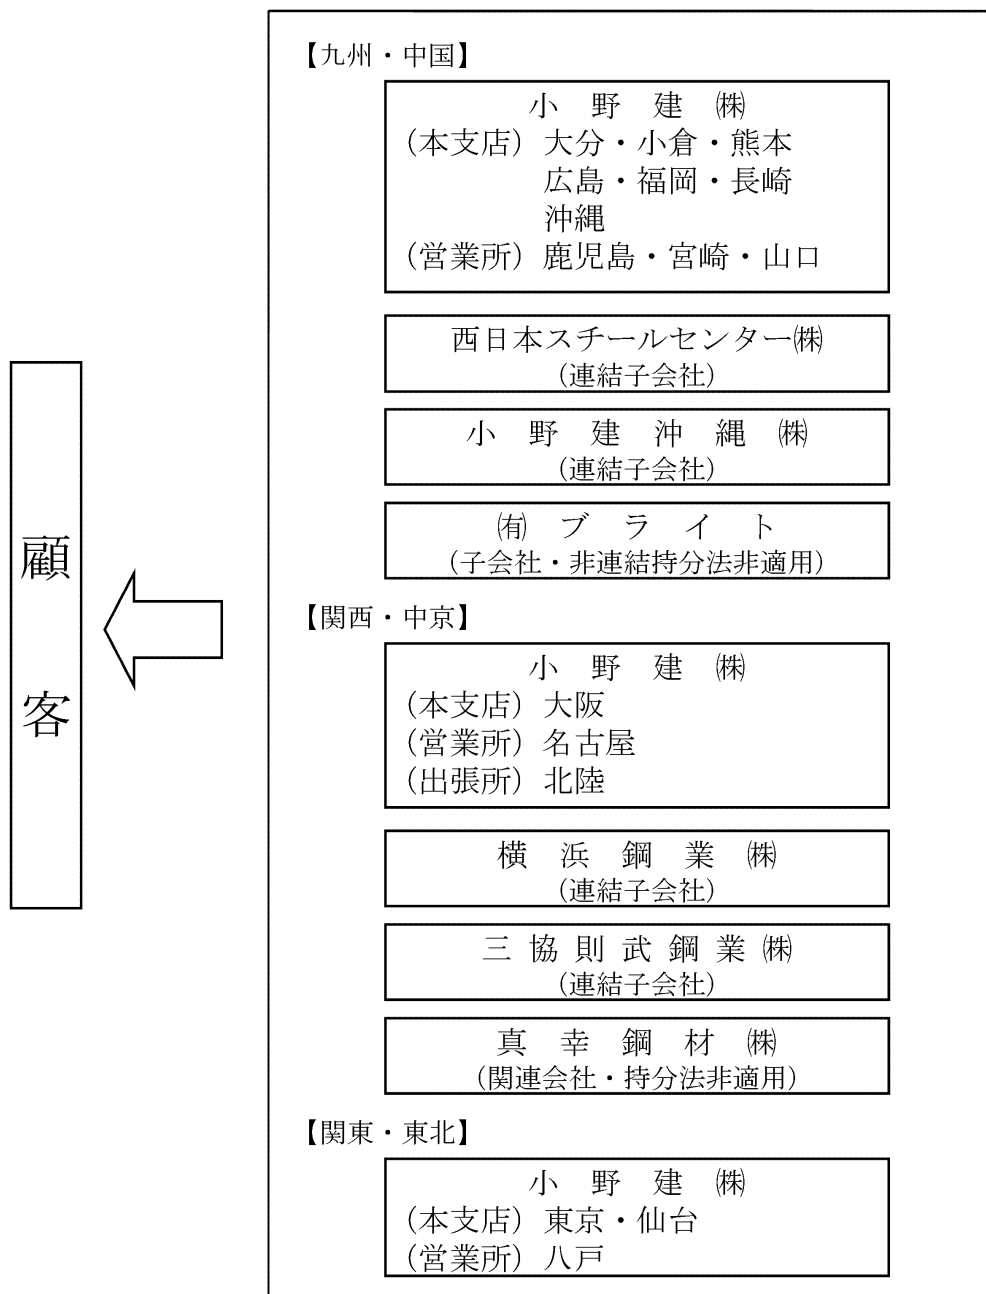 【九州・中国】
小野建㈱
(本支店) 大分・小倉・熊本
広島・福岡・長崎
沖縄
(営業所) 鹿児島・宮崎・山口
西日本スチールセンター㈱
(連結子会社)
小野建沖縄㈱
(連結子会社)
㈲ブライト
(子会社・非連結持分法非適用)
顧客
【関西・中京】
小野建㈱
(本支店) 大阪
(営業所) 名古屋
(出張所) 北陸
横浜鋼業㈱
(連結子会社)
三協則武鋼業㈱
(連結子会社)
真幸鋼材㈱
(関連会社・持分法非適用)
【関東・東北】
小野建㈱
(本支店) 東京・仙台
(営業所) 八戸